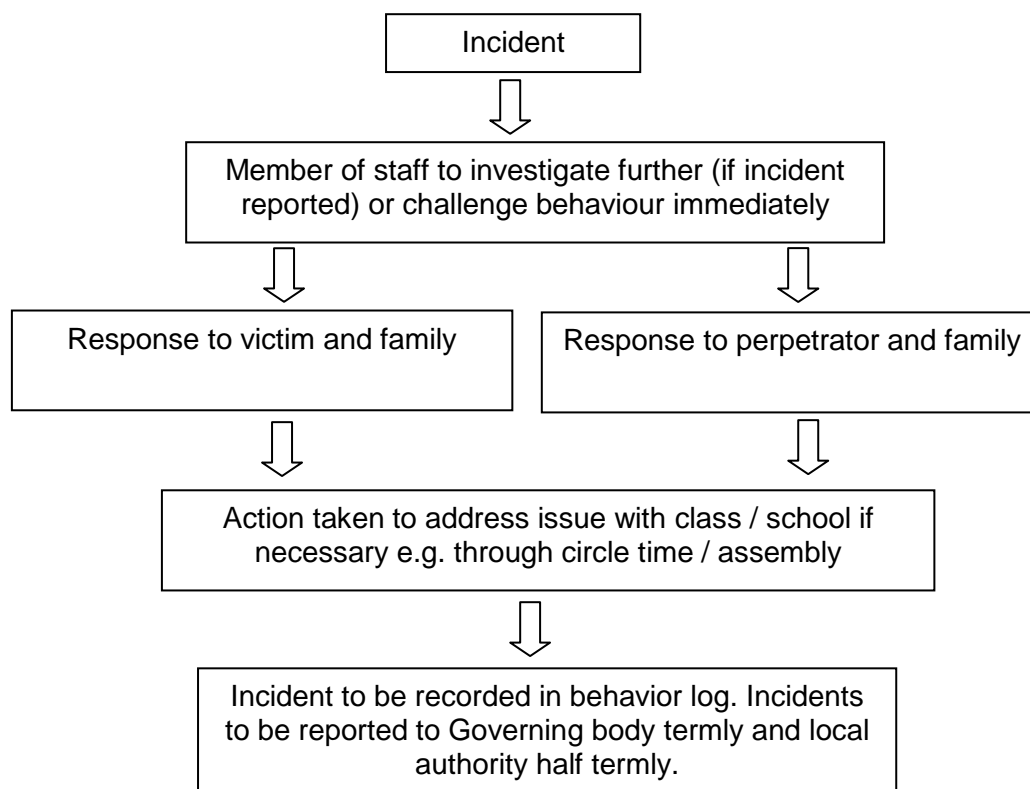 Incident
Member of staff to investigate further (if incident
reported) or challenge behaviour immediately
Response to victim and family
Response to perpetrator and family
Action taken to address issue with class / school if
necessary e.g. through circle time / assembly
Incident to be recorded in behavior log. Incidents
to be reported to Governing body termly and local
authority half termly.